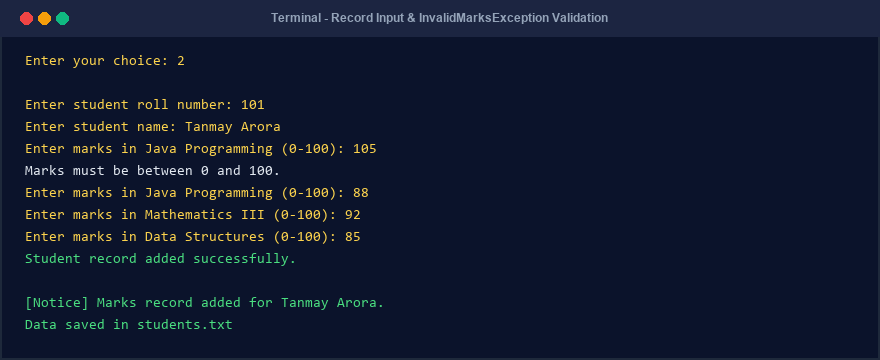 Terminal - Record Input & InvalidMarksException Validation
Enter your choice: 2
Enter student roll number: 101
Enter student name: Tanmay Arora
Enter marks in Java Programming (0-100): 105
Marks must be between 0 and 100.
Enter marks in Java Programming (0-100): 88
Enter marks in Mathematics III (0-100): 92
Enter marks in Data Structures (0-100): 85
Student record added successfully.
[Notice] Marks record added for Tanmay Arora.
Data saved in students.txt